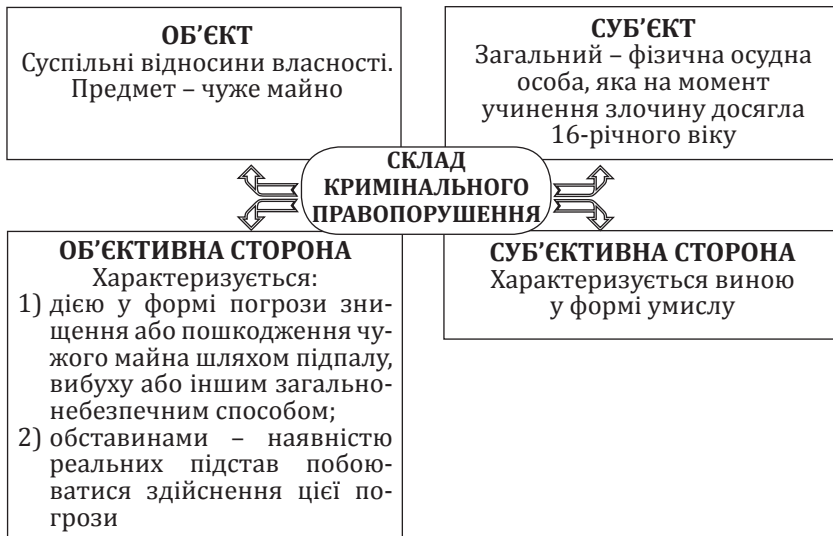 ОБ’ЄКТ
Суспільні відносини власності.
Предмет – чуже майно
СУБ’ЄКТ
Загальний – фізична осудна
особа, яка на момент
учинення злочину досягла
16-річного віку
СКЛАД
КРИМІНАЛЬНОГО
ПРАВОПОРУШЕННЯ
ОБ’ЄКТИВНА СТОРОНА
Характеризується:
1) дією у формі погрози зни-
щення або пошкодження чу-
жого майна шляхом підпалу,
вибуху або іншим загально-
небезпечним способом;
2) обставинами – наявністю
реальних підстав побою-
ватися здійснення цієї по-
грози
СУБ’ЄКТИВНА СТОРОНА
Характеризується виною
у формі умислу